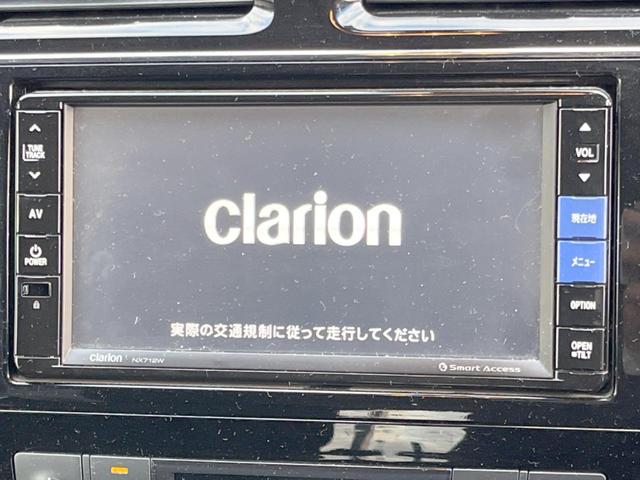 TUNE
TRACK
AV
POWER
clarion
実際の交通規制に従って走行してください
clarion NX712W
Smart Access
VOL
現在地
メニュー
OPTION
OPEN
TILT